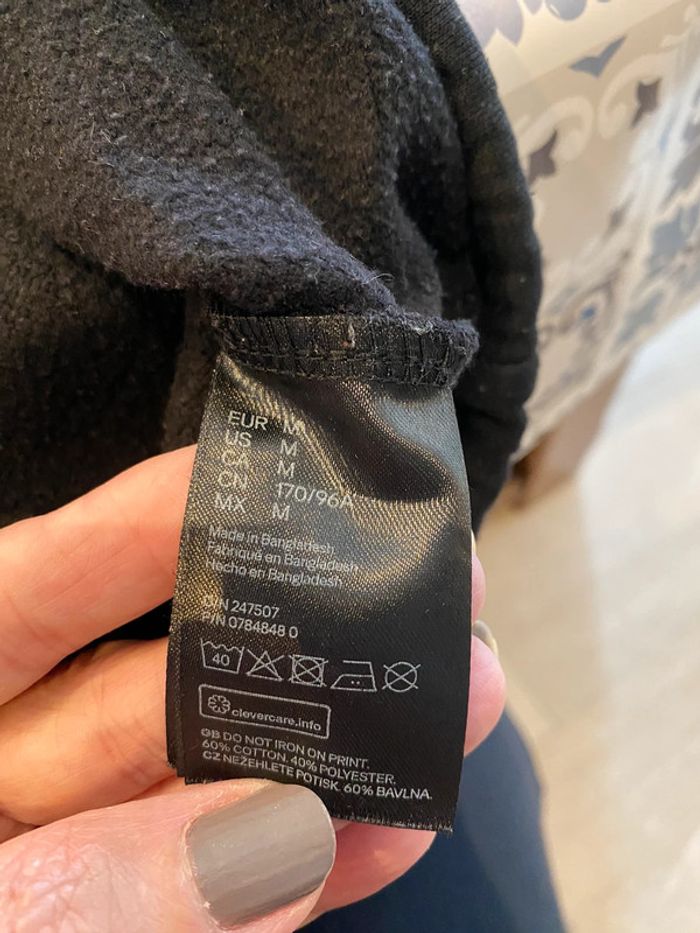 EUR M
US M
CA M
CN 170/96A
MX M
Made in Bangladesh
Fabriqué en Bangladesh
Hecho en Bangladesh
O/N 247507
P/N 0784848 0
40
clevercare.info
GB DO NOT IRON ON PRINT.
60% COTTON. 40% POLYESTER.
CZ NEŽEHLETE POTISK. 60% BAVLNA.